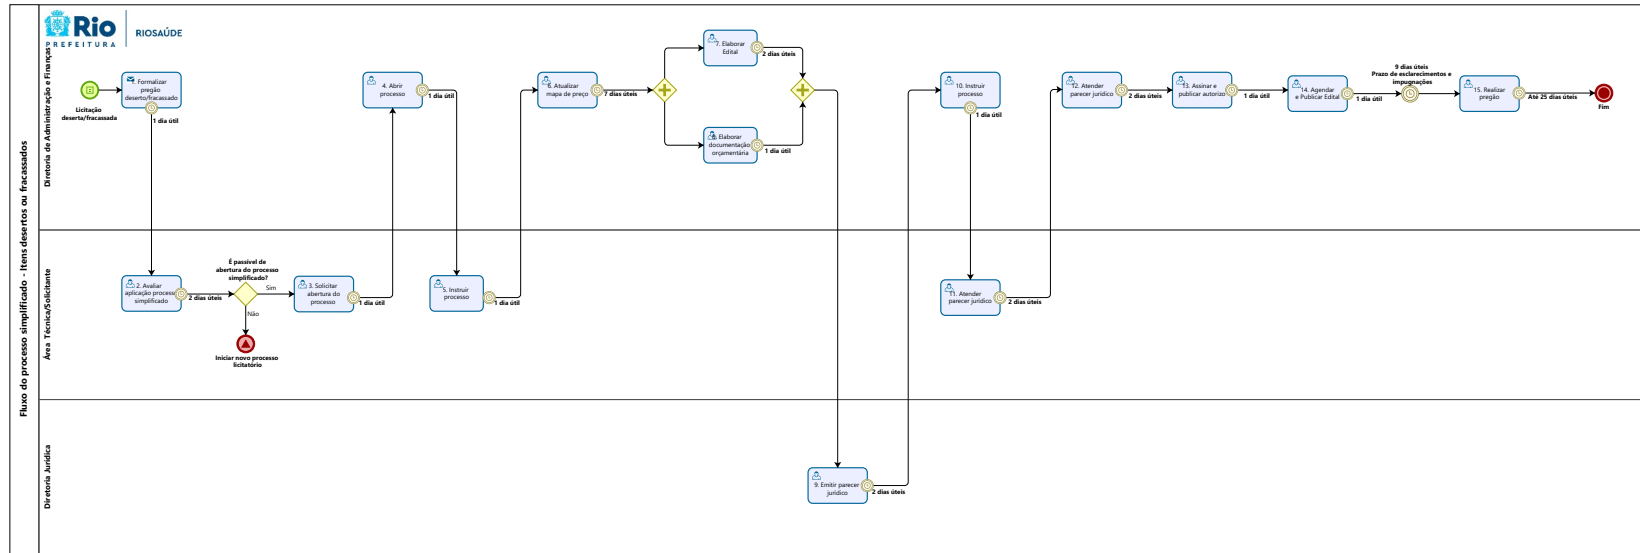 Fluxo do processo simplificado - Itens desertos ou fracassados
Diretoria de Administração e Finanças
Rio
PREFEITURA
RIOSAÚDE
Licitação
deserta/fracassada
1. Formalizar
pregão
deserto/fracassado
1 dia útil
4. Abrir
processo
1 dia útil
6. Atualizar
mapa de preço
7 dias úteis
7. Elaborar
Edital
2 dias úteis
8. Elaborar
documentação
orçamentária
1 dia útil
10. Instruir
processo
1 dia útil
12. Atender
parecer jurídico
2 dias úteis
13. Assinar e
publicar autorizo
1 dia útil
14. Agendar
e Publicar Edital
1 dia útil
9 dias úteis
Prazo de esclarecimentos e
impugnações
15. Realizar
pregão
Até 25 dias úteis
Fim
Área Técnica/Solicitante
2. Avaliar
aplicação processo
simplificado
2 dias úteis
É passível de
abertura do processo
simplificado?
Sim
Não
Iniciar novo processo
licitatório
3. Solicitar
abertura do
processo
1 dia útil
5. Instruir
processo
1 dia útil
11. Atender
parecer jurídico
2 dias úteis
Diretoria Jurídica
9. Emitir parecer
jurídico
2 dias úteis